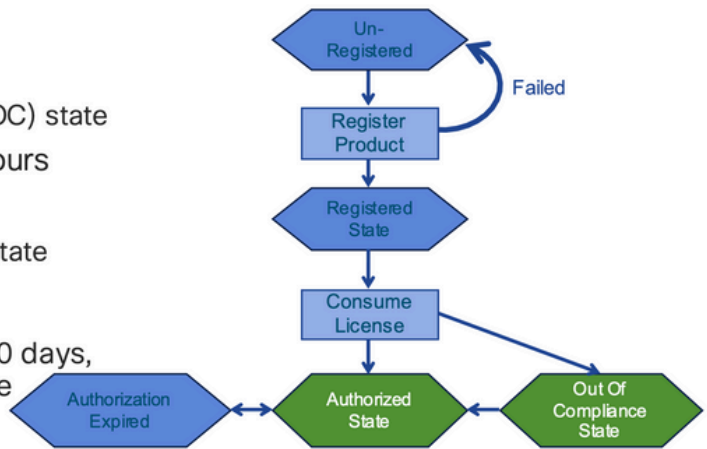 Un-
Registered
Failed
OC) state
Register
Product
ours
Registered
State
tate
Consume
License
0 days,
e
Authorization
Expired
Authorized
State
Out Of
Compliance
State